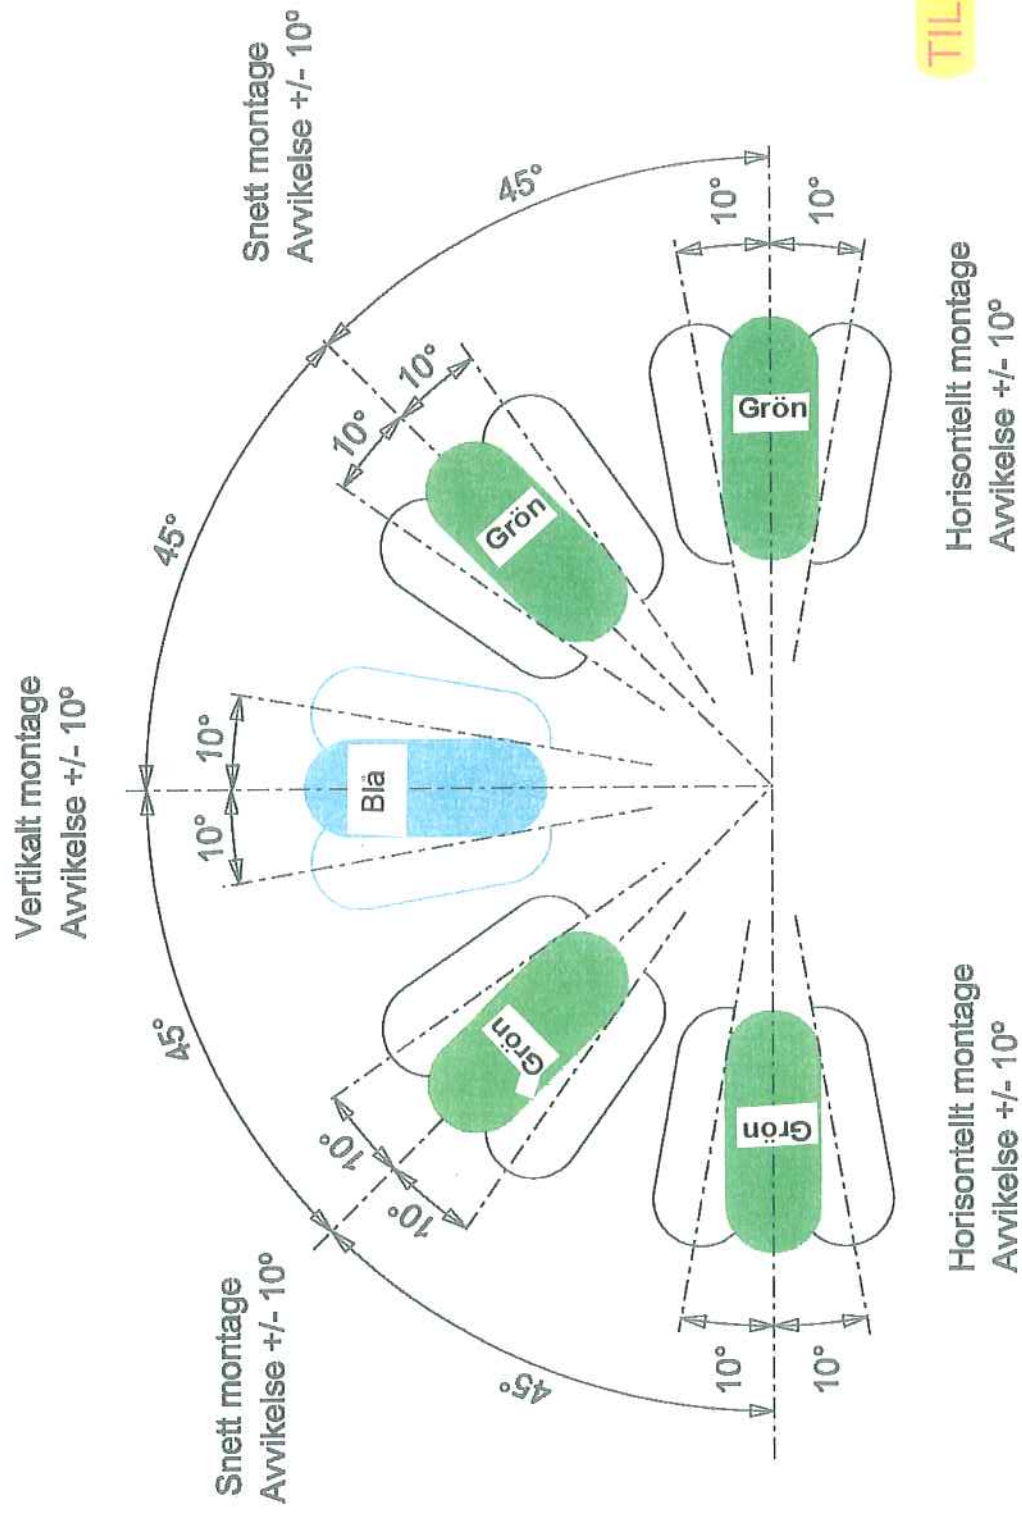 Vertikalt montage
Avvikelse +/- 10°
45°
45°
10°
10°
Snett montage
Avvikelse +/- 10°
Snett montage
Avvikelse +/- 10°
Blå
10°
10°
10°
10°
Grön
Grön
45°
45°
10°
10°
Grön
Grön
10°
10°
Horisontellt montage
Avvikelse +/- 10°
Horisontellt montage
Avvikelse +/- 10°
TIL